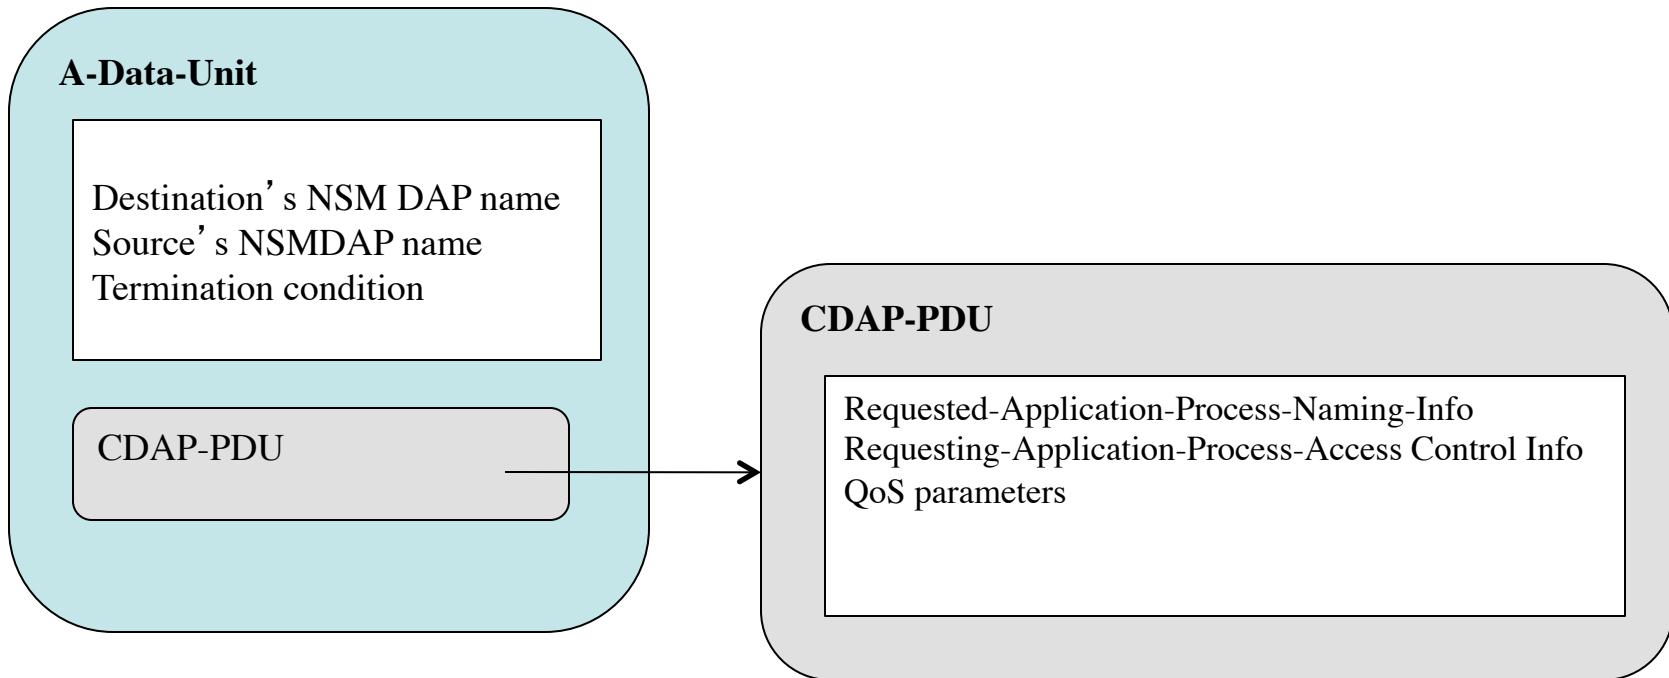 A-Data-Unit
Destination’s NSM DAP name
Source’s NSMDAP name
Termination condition
CDAP-PDU
CDAP-PDU
Requested-Application-Process-Naming-Info
Requesting-Application-Process-Access Control Info
QoS parameters